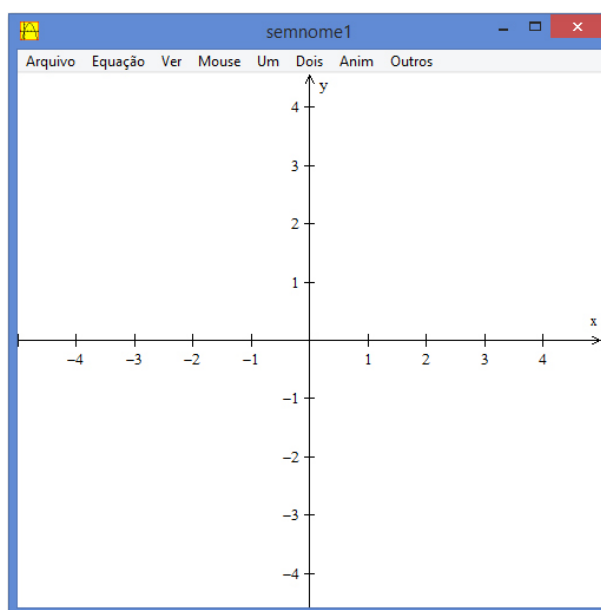 semnome1
Arquivo Equação Ver Mouse Um Dois Anim Outros
y
4
3
2
1
x
−4 −3 −2 −1 1 2 3 4
−1
−2
−3
−4